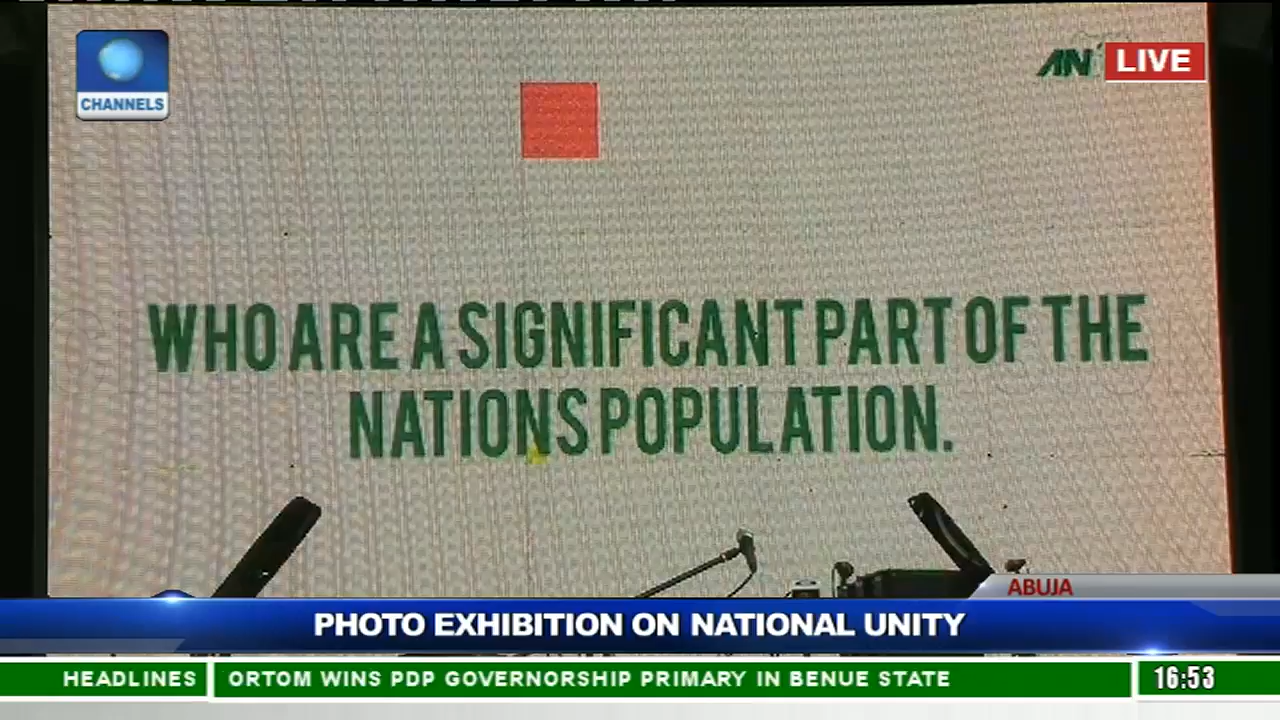 CHANNELS
AN
LIVE
WHO ARE A SIGNIFICANT PART OF THE
NATIONS POPULATION.
ABUJA
PHOTO EXHIBITION ON NATIONAL UNITY
HEADLINES
ORTOM WINS PDP GOVERNORSHIP PRIMARY IN BENUE STATE
16:53